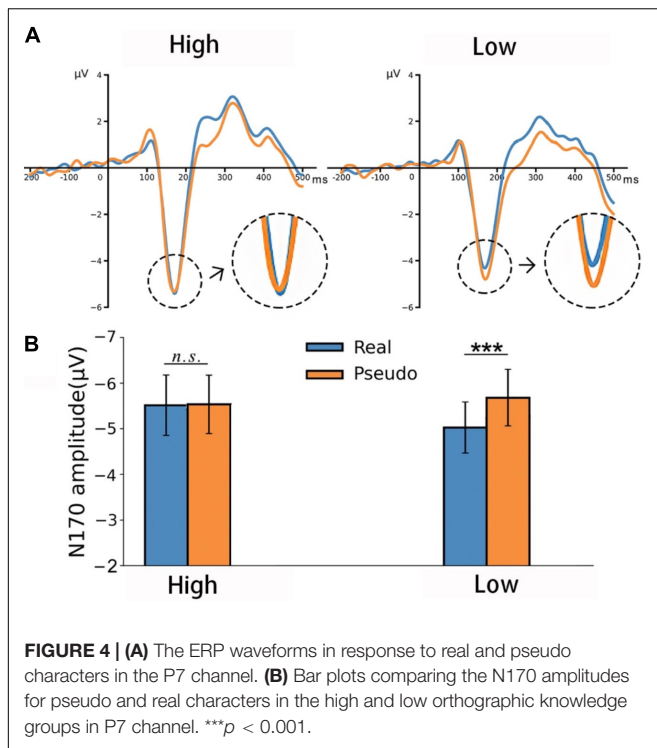 A
High
Low
μV
4
2
-200
-100
0
100
200
300
400
500
ms
-2
-4
-6
μV
4
2
-200
-100
0
100
200
300
400
500
ms
-2
-4
-6
B
N170 amplitude(μV)
-7
-6
-5
-4
-3
-2
n.s.
Real
Pseudo
***
High
Low
FIGURE 4 | (A) The ERP waveforms in response to real and pseudo
characters in the P7 channel. (B) Bar plots comparing the N170 amplitudes
for pseudo and real characters in the high and low orthographic knowledge
groups in P7 channel. ***p < 0.001.